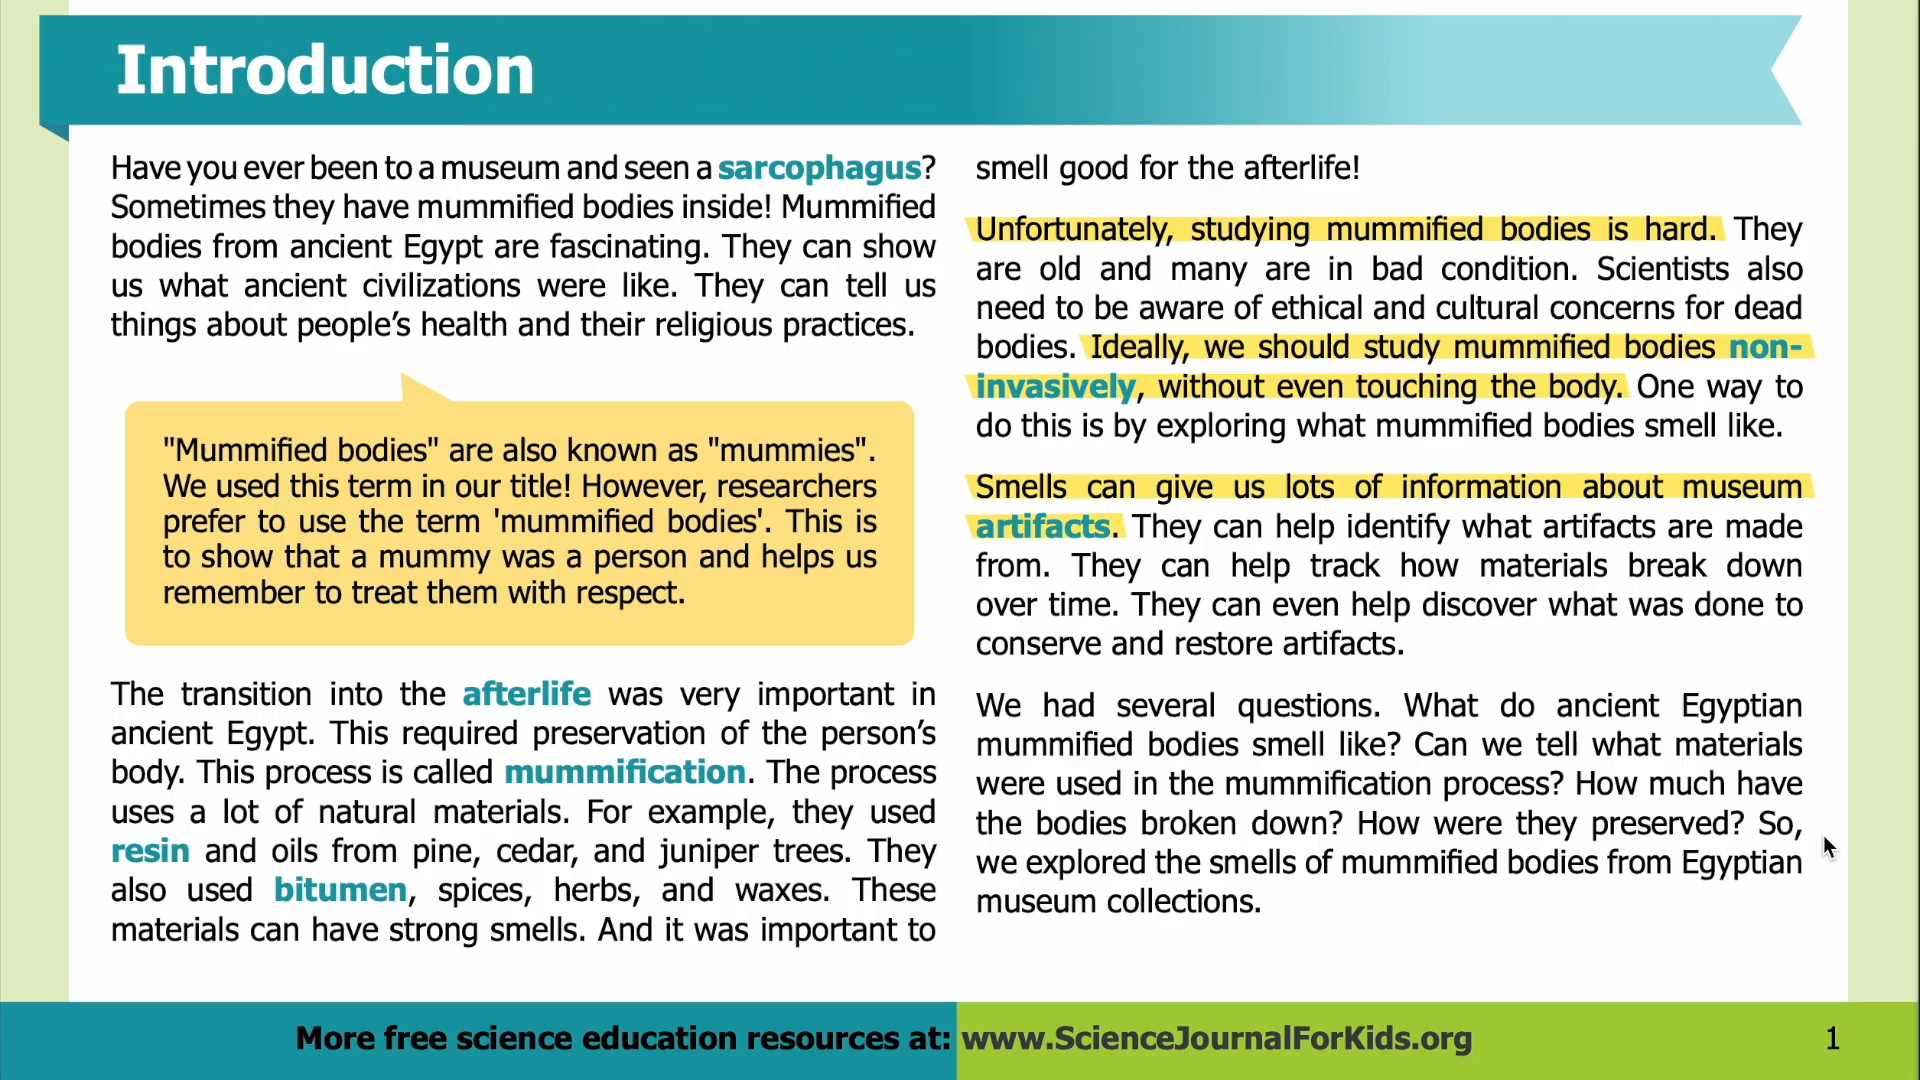 Introduction
Have you ever been to a museum and seen a sarcophagus?
Sometimes they have mummified bodies inside! Mummified
bodies from ancient Egypt are fascinating. They can show
us what ancient civilizations were like. They can tell us
things about people's health and their religious practices.
"Mummified bodies" are also known as "mummies".
We used this term in our title! However, researchers
prefer to use the term 'mummified bodies'. This is
to show that a mummy was a person and helps us
remember to treat them with respect.
The transition into the afterlife was very important in
ancient Egypt. This required preservation of the person's
body. This process is called mummification. The process
uses a lot of natural materials. For example, they used
resin and oils from pine, cedar, and juniper trees. They
also used bitumen, spices, herbs, and waxes. These
materials can have strong smells. And it was important to
smell good for the afterlife!
Unfortunately, studying mummified bodies is hard. They
are old and many are in bad condition. Scientists also
need to be aware of ethical and cultural concerns for dead
bodies. Ideally, we should study mummified bodies non-
invasively, without even touching the body. One way to
do this is by exploring what mummified bodies smell like.
Smells can give us lots of information about museum
artifacts. They can help identify what artifacts are made
from. They can help track how materials break down
over time. They can even help discover what was done to
conserve and restore artifacts.
We had several questions. What do ancient Egyptian
mummified bodies smell like? Can we tell what materials
were used in the mummification process? How much have
the bodies broken down? How were they preserved? So,
we explored the smells of mummified bodies from Egyptian
museum collections.
More free science education resources at: www.ScienceJournalForKids.org
1